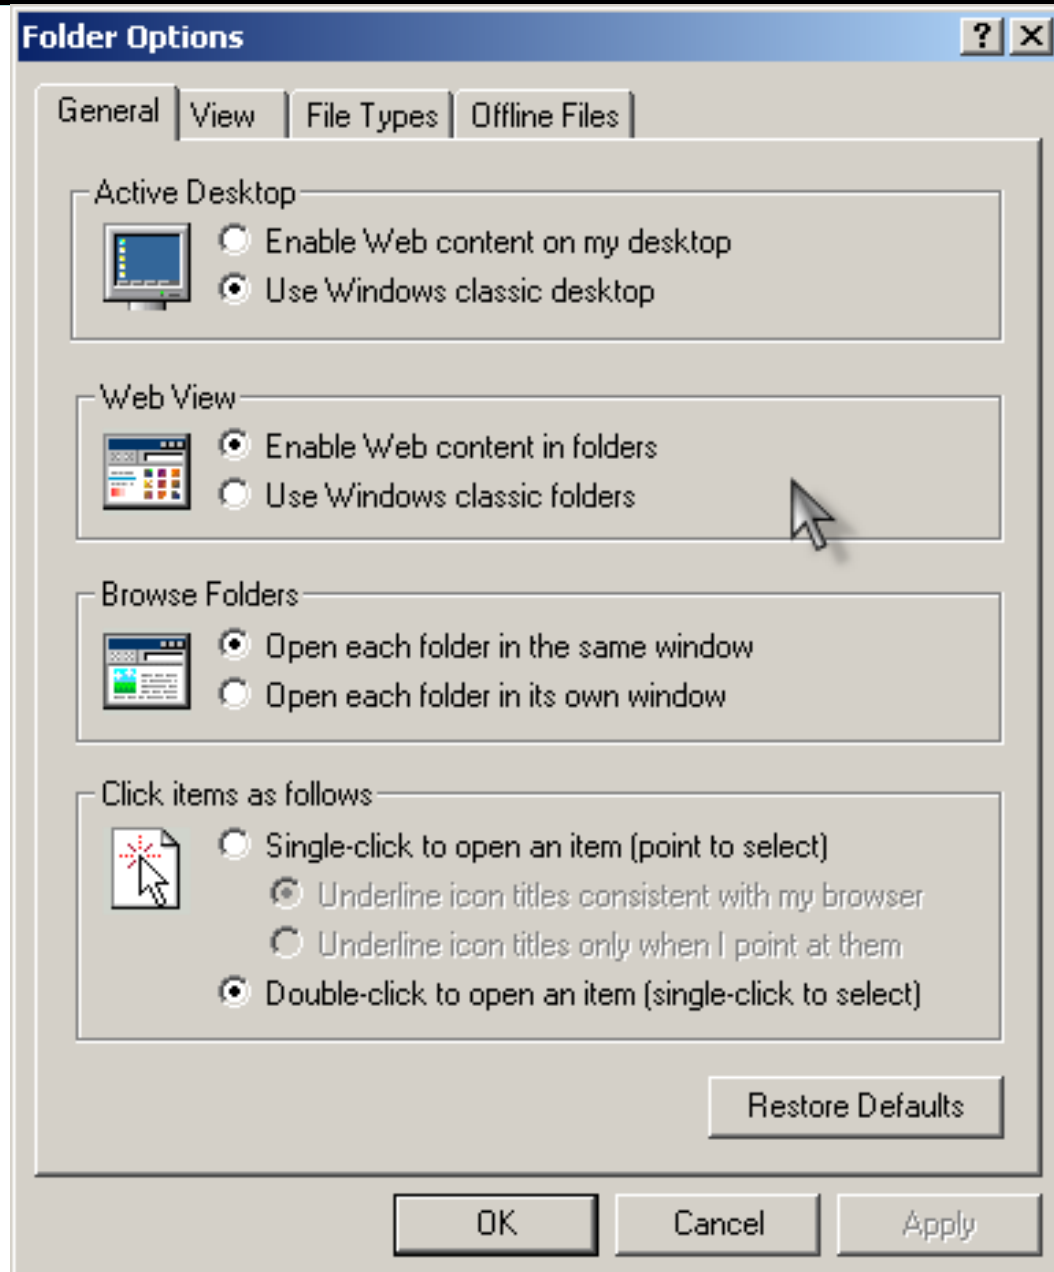 Folder Options
General View File Types Offline Files
Active Desktop
Enable Web content on my desktop
Use Windows classic desktop
Web View
Enable Web content in folders
Use Windows classic folders
Browse Folders
Open each folder in the same window
Open each folder in its own window
Click items as follows
Single-click to open an item (point to select)
Underline icon titles consistent with my browser
Underline icon titles only when I point at them
Double-click to open an item (single-click to select)
Restore Defaults
OK Cancel Apply